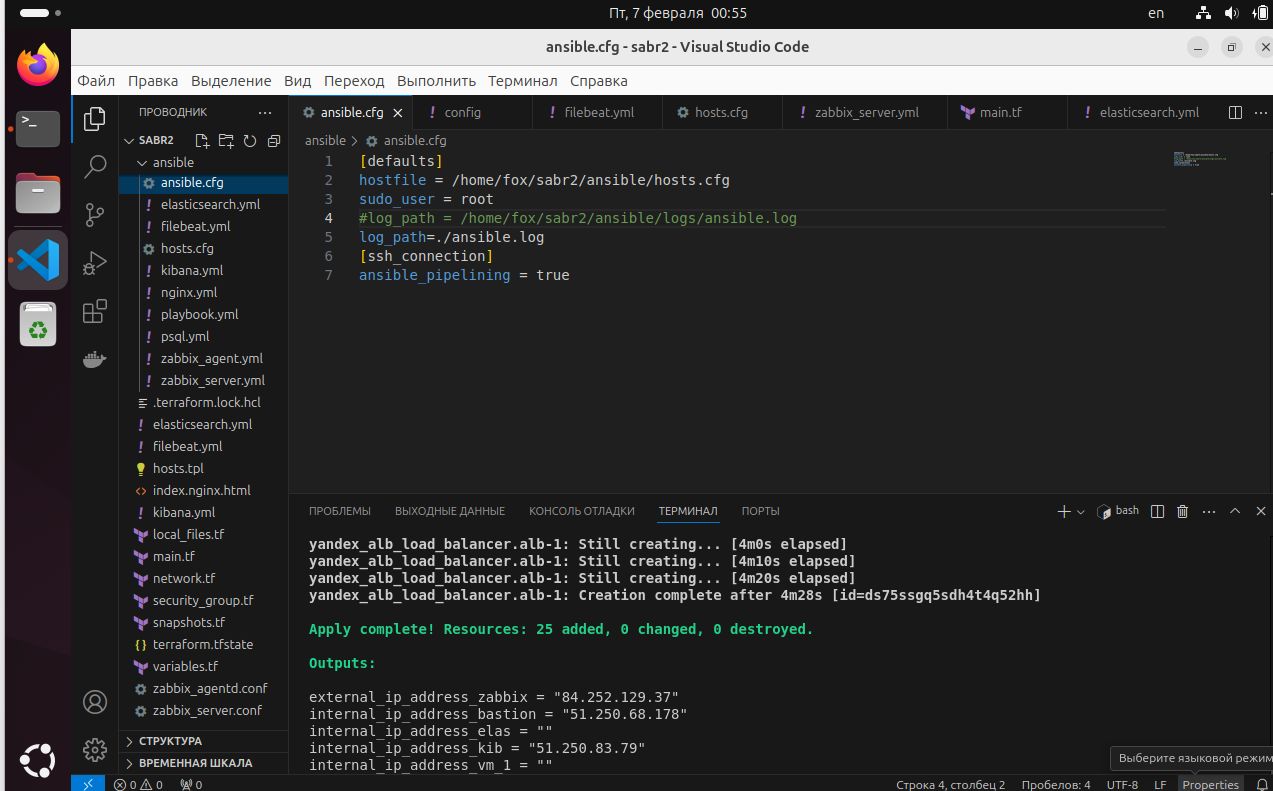 Пт, 7 февраля 00:55
en
ansible.cfg - sabr2 - Visual Studio Code
Файл Правка Выделение Вид Переход Выполнить Терминал Справка
ПРОВОДНИК
SABR2
ansible
ansible.cfg
elasticsearch.yml
filebeat.yml
hosts.cfg
kibana.yml
nginx.yml
playbook.yml
psql.yml
zabbix_agent.yml
zabbix_server.yml
.terraform.lock.hcl
elasticsearch.yml
filebeat.yml
hosts.tpl
index.nginx.html
kibana.yml
local_files.tf
main.tf
network.tf
security_group.tf
snapshots.tf
terraform.tfstate
variables.tf
zabbix_agentd.conf
zabbix_server.conf
СТРУКТУРА
ВРЕМЕННАЯ ШКАЛА
ansible.cfg config filebeat.yml hosts.cfg zabbix_server.yml main.tf elasticsearch.yml
ansible > ansible.cfg
1 [defaults]
2 hostfile = /home/fox/sabr2/ansible/hosts.cfg
3 sudo_user = root
4 #log_path = /home/fox/sabr2/ansible/logs/ansible.log
5 log_path=./ansible.log
6 [ssh_connection]
7 ansible_pipelining = true
ПРОБЛЕМЫ ВЫХОДНЫЕ ДАННЫЕ КОНСОЛЬ ОТЛАДКИ ТЕРМИНАЛ ПОРТЫ
bash
yandex_alb_load_balancer.alb-1: Still creating... [4m0s elapsed]
yandex_alb_load_balancer.alb-1: Still creating... [4m10s elapsed]
yandex_alb_load_balancer.alb-1: Still creating... [4m20s elapsed]
yandex_alb_load_balancer.alb-1: Creation complete after 4m28s [id=ds75ssgq5sdh4t4q52hh]
Apply complete! Resources: 25 added, 0 changed, 0 destroyed.
Outputs:
external_ip_address_zabbix = "84.252.129.37"
internal_ip_address_bastion = "51.250.68.178"
internal_ip_address_elas = ""
internal_ip_address_kib = "51.250.83.79"
internal_ip_address_vm_1 = ""
Выберите языковой режим
0 0 0 Строка 4, столбец 2 Пробелов: 4 UTF-8 LF Properties